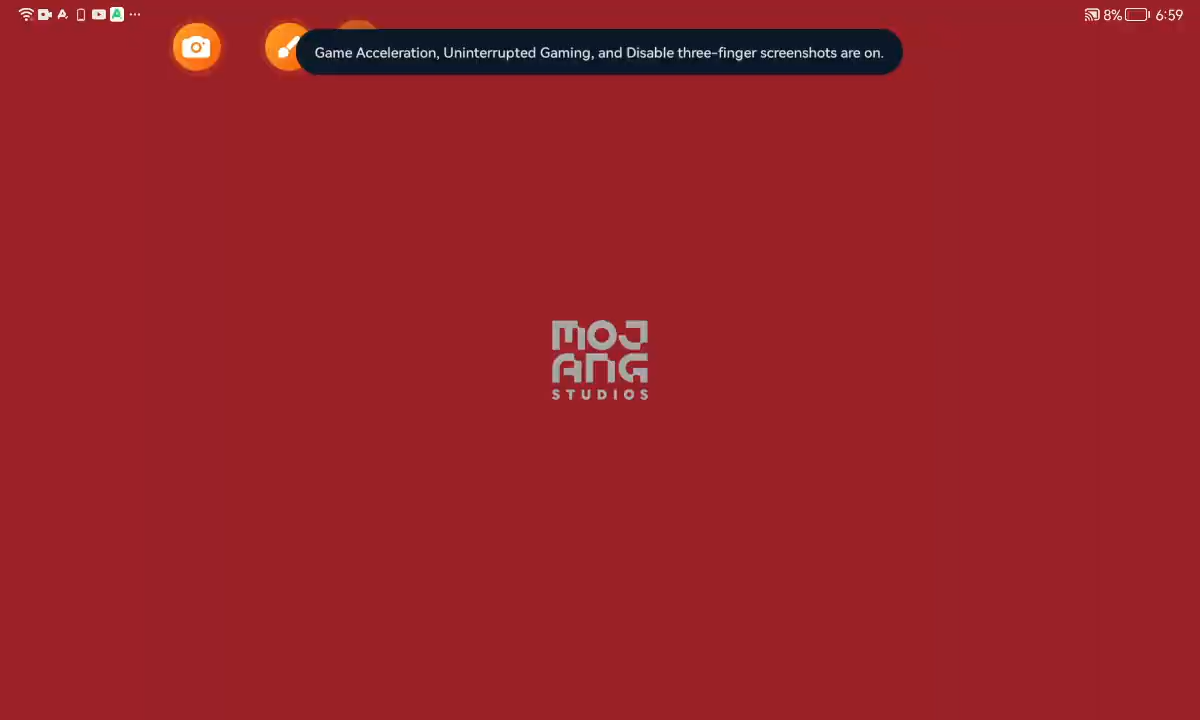 8% 6:59
Game Acceleration, Uninterrupted Gaming, and Disable three-finger screenshots are on.
MOJ
ANG
STUDIOS